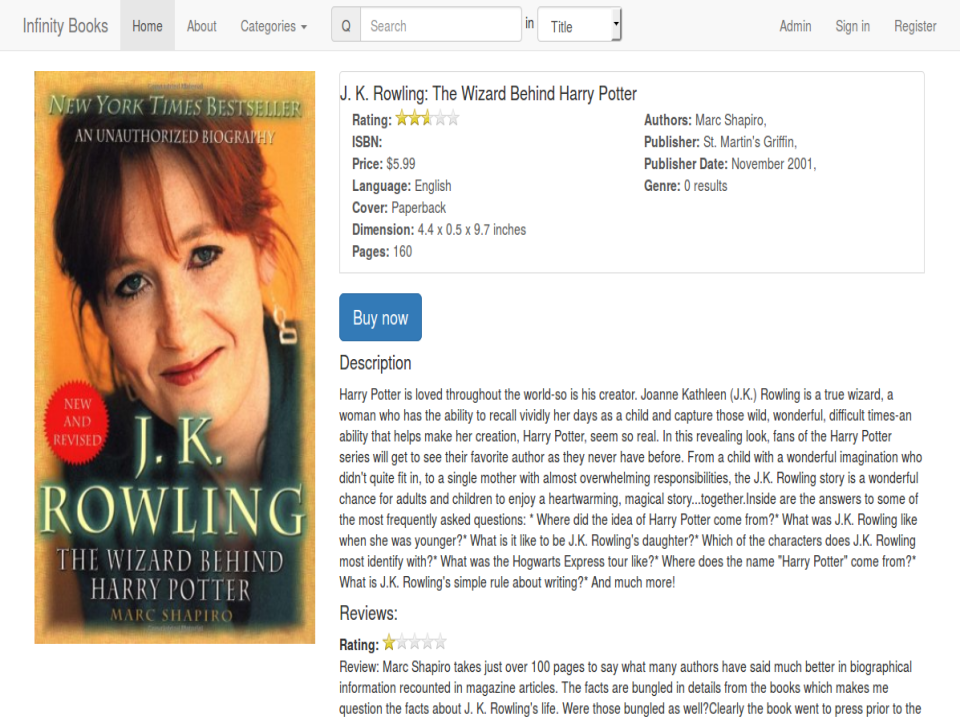 Infinity Books Home About Categories Q Search in Title Admin Sign in Register
NEW YORK TIMES BESTSELLER
AN UNAUTHORIZED BIOGRAPHY
NEW
AND
REVISED
J. K.
ROWLING
THE WIZARD BEHIND
HARRY POTTER
MARC SHAPIRO
J. K. Rowling: The Wizard Behind Harry Potter
Rating:
ISBN:
Price: $5.99
Language: English
Cover: Paperback
Dimension: 4.4 x 0.5 x 9.7 inches
Pages: 160
Authors: Marc Shapiro,
Publisher: St. Martin's Griffin,
Publisher Date: November 2001,
Genre: 0 results
Buy now
Description
Harry Potter is loved throughout the world-so is his creator. Joanne Kathleen (J.K.) Rowling is a true wizard, a
woman who has the ability to recall vividly her days as a child and capture those wild, wonderful, difficult times-an
ability that helps make her creation, Harry Potter, seem so real. In this revealing look, fans of the Harry Potter
series will get to see their favorite author as they never have before. From a child with a wonderful imagination who
didn't quite fit in, to a single mother with almost overwhelming responsibilities, the J.K. Rowling story is a wonderful
chance for adults and children to enjoy a heartwarming, magical story...together.Inside are the answers to some of
the most frequently asked questions: * Where did the idea of Harry Potter come from?* What was J.K. Rowling like
when she was younger?* What is it like to be J.K. Rowling's daughter?* Which of the characters does J.K. Rowling
most identify with?* What was the Hogwarts Express tour like?* Where does the name "Harry Potter" come from?*
What is J.K. Rowling's simple rule about writing?* And much more!
Reviews:
Rating:
Review: Marc Shapiro takes just over 100 pages to say what many authors have said much better in biographical
information recounted in magazine articles. The facts are bungled in details from the books which makes me
question the facts about J. K. Rowling's life. Were those bungled as well?Clearly the book went to press prior to the